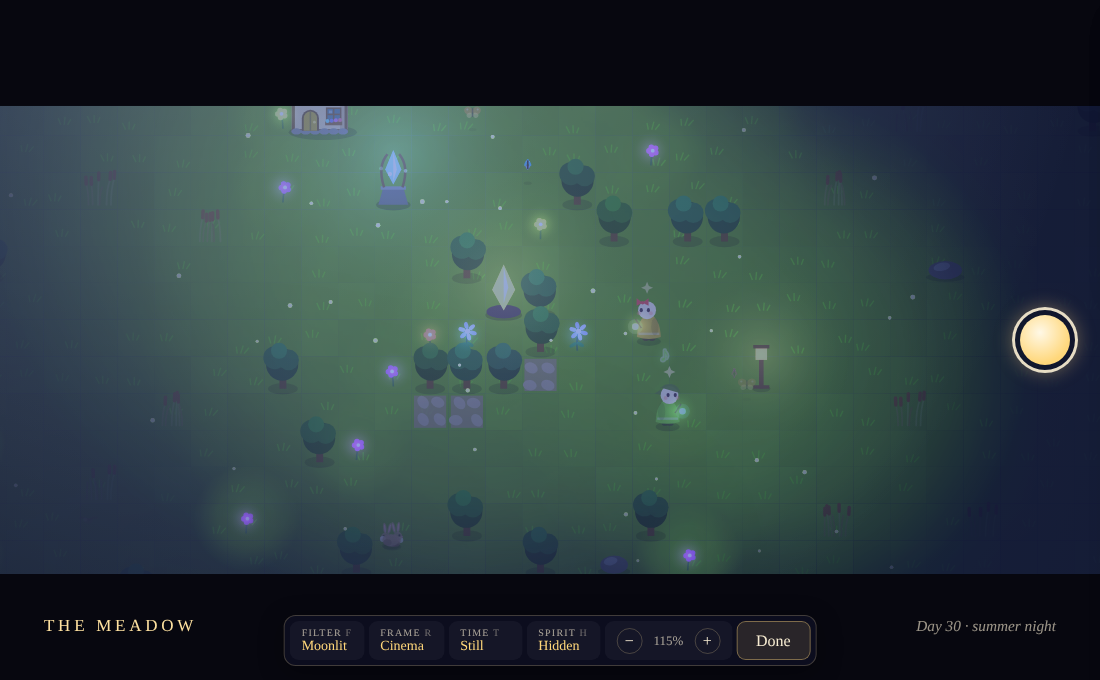 THE MEADOW
FILTER F
Moonlit
FRAME R
Cinema
TIME T
Still
SPIRIT H
Hidden
− 115% +
Done
Day 30 · summer night